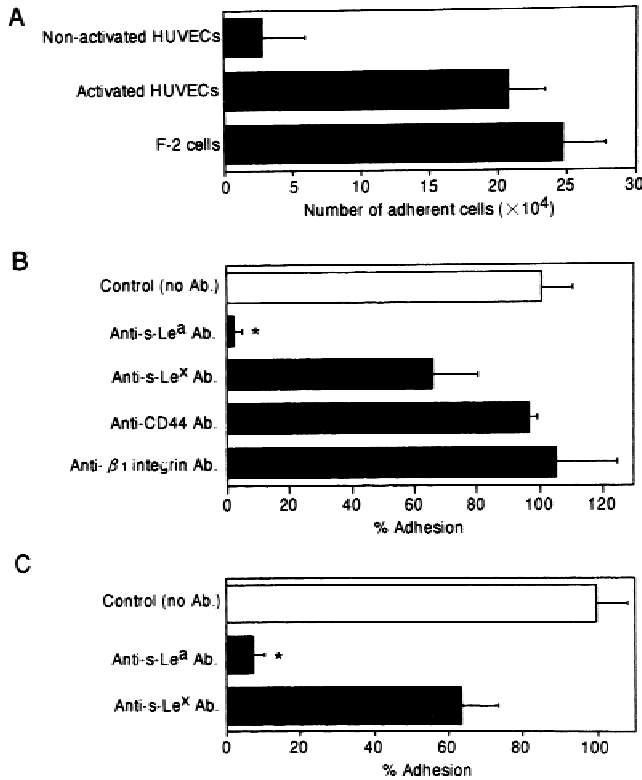 A
Non-activated HUVECs
Activated HUVECs
F-2 cells
0 5 10 15 20 25 30
Number of adherent cells (×10⁴)
B
Control (no Ab.)
Anti-s-Leᵃ Ab. *
Anti-s-Leˣ Ab.
Anti-CD44 Ab.
Anti-β1 integrin Ab.
0 20 40 60 80 100 120
% Adhesion
C
Control (no Ab.)
Anti-s-Leᵃ Ab. *
Anti-s-Leˣ Ab.
0 20 40 60 80 100
% Adhesion